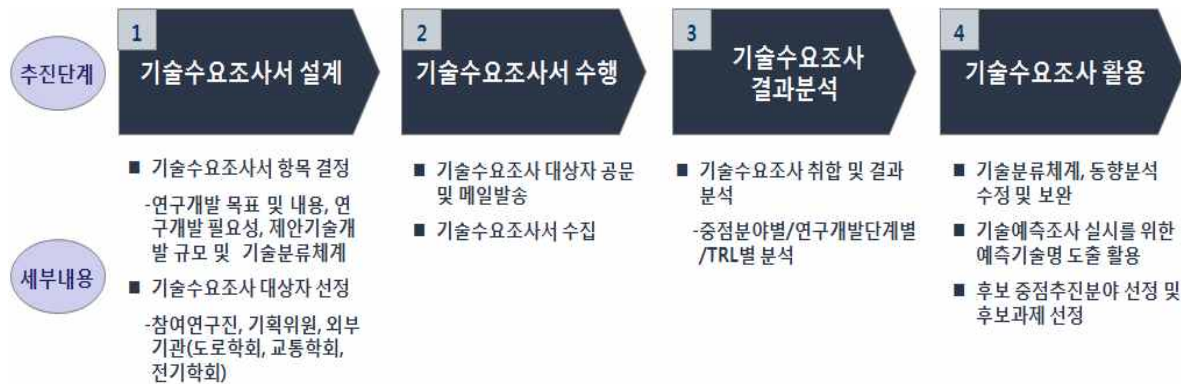 추진단계
1
기술수요조사서 설계
2
기술수요조사서 수행
3
기술수요조사
결과분석
4
기술수요조사 활용
세부내용
■ 기술수요조사서 항목 결정
-연구개발 목표 및 내용, 연
구개발 필요성, 제안기술개
발 규모 및 기술분류체계
■ 기술수요조사 대상자 선정
-참여연구진, 기획위원, 외부
기관(도로학회, 교통학회,
전기학회)
■ 기술수요조사 대상자 공문
및 메일발송
■ 기술수요조사서 수집
■ 기술수요조사 취합 및 결과
분석
-중점분야별/연구개발단계별
/TRL별 분석
■ 기술분류체계, 동향분석
수정 및 보완
■ 기술예측조사 실시를 위한
예측기술명 도출 활용
■ 후보 중점추진분야 선정 및
후보과제 선정